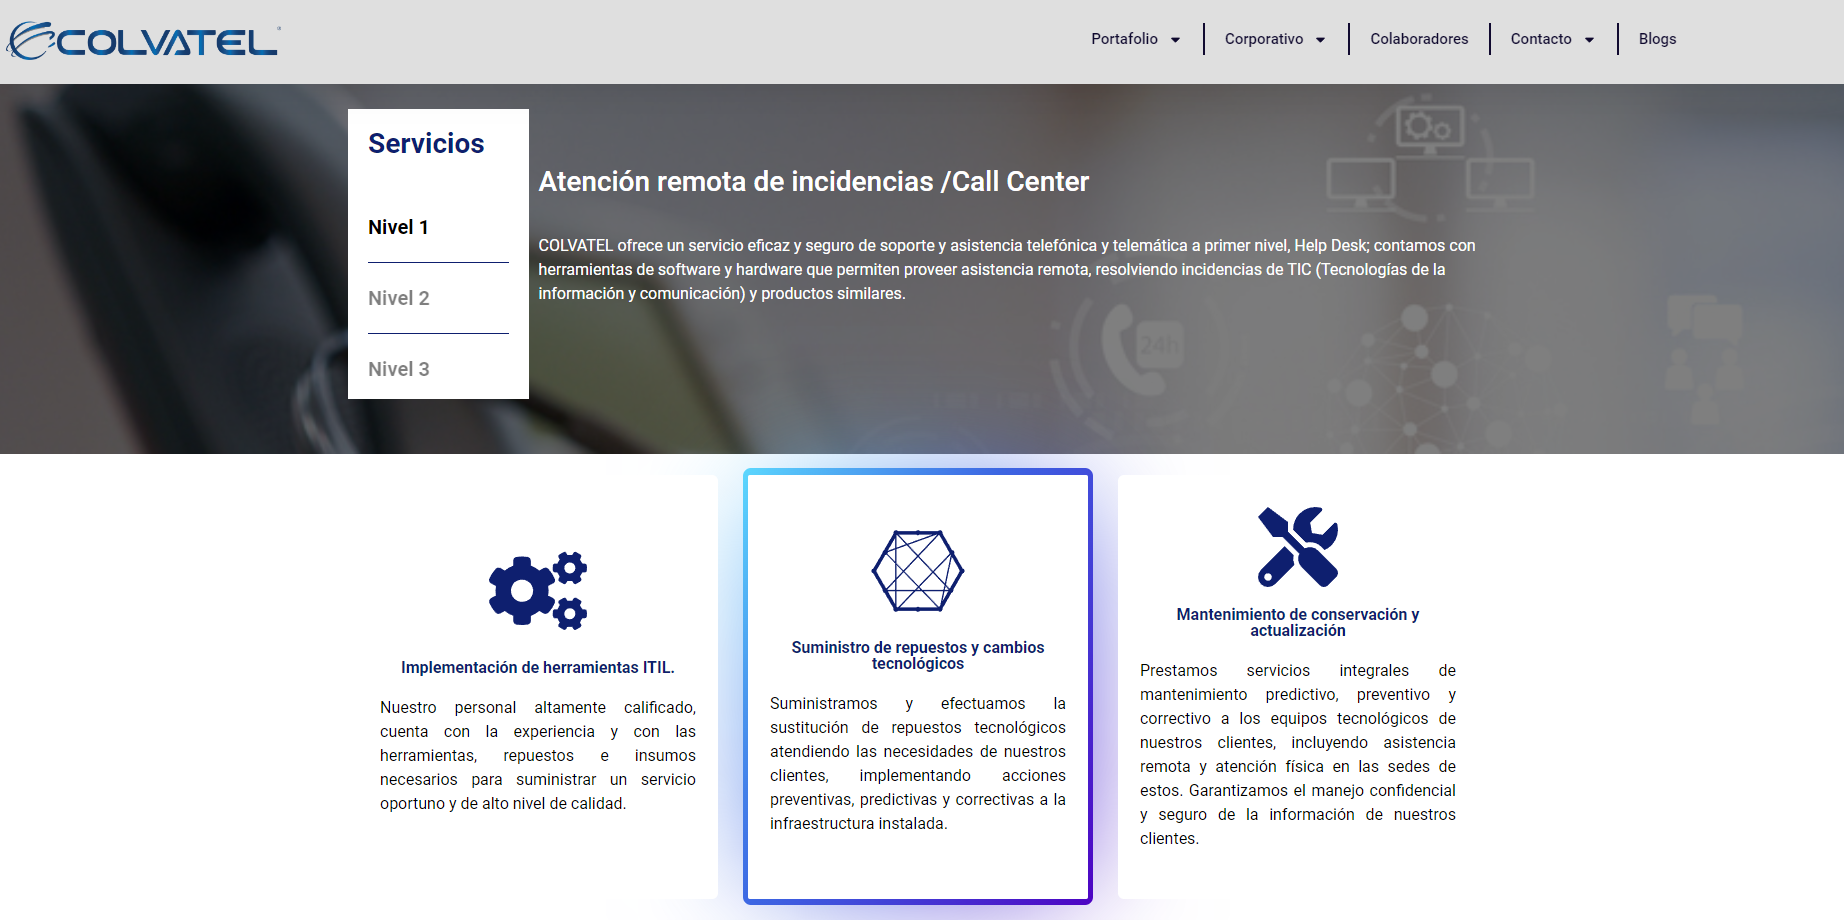 COLVATEL
Portafolio
Corporativo
Colaboradores
Contacto
Blogs
Servicios
Nivel 1
Nivel 2
Nivel 3
Atención remota de incidencias /Call Center
COLVATEL ofrece un servicio eficaz y seguro de soporte y asistencia telefónica y telemática a primer nivel, Help Desk; contamos con
herramientas de software y hardware que permiten proveer asistencia remota, resolviendo incidencias de TIC (Tecnologías de la
información y comunicación) y productos similares.
24h
Implementación de herramientas ITIL.
Nuestro personal altamente calificado,
cuenta con la experiencia y con las
herramientas, repuestos e insumos
necesarios para suministrar un servicio
oportuno y de alto nivel de calidad.
Suministro de repuestos y cambios
tecnológicos
Suministramos y efectuamos la
sustitución de repuestos tecnológicos
atendiendo las necesidades de nuestros
clientes, implementando acciones
preventivas, predictivas y correctivas a la
infraestructura instalada.
Mantenimiento de conservación y
actualización
Prestamos servicios integrales de
mantenimiento predictivo, preventivo y
correctivo a los equipos tecnológicos de
nuestros clientes, incluyendo asistencia
remota y atención física en las sedes de
estos. Garantizamos el manejo confidencial
y seguro de la información de nuestros
clientes.